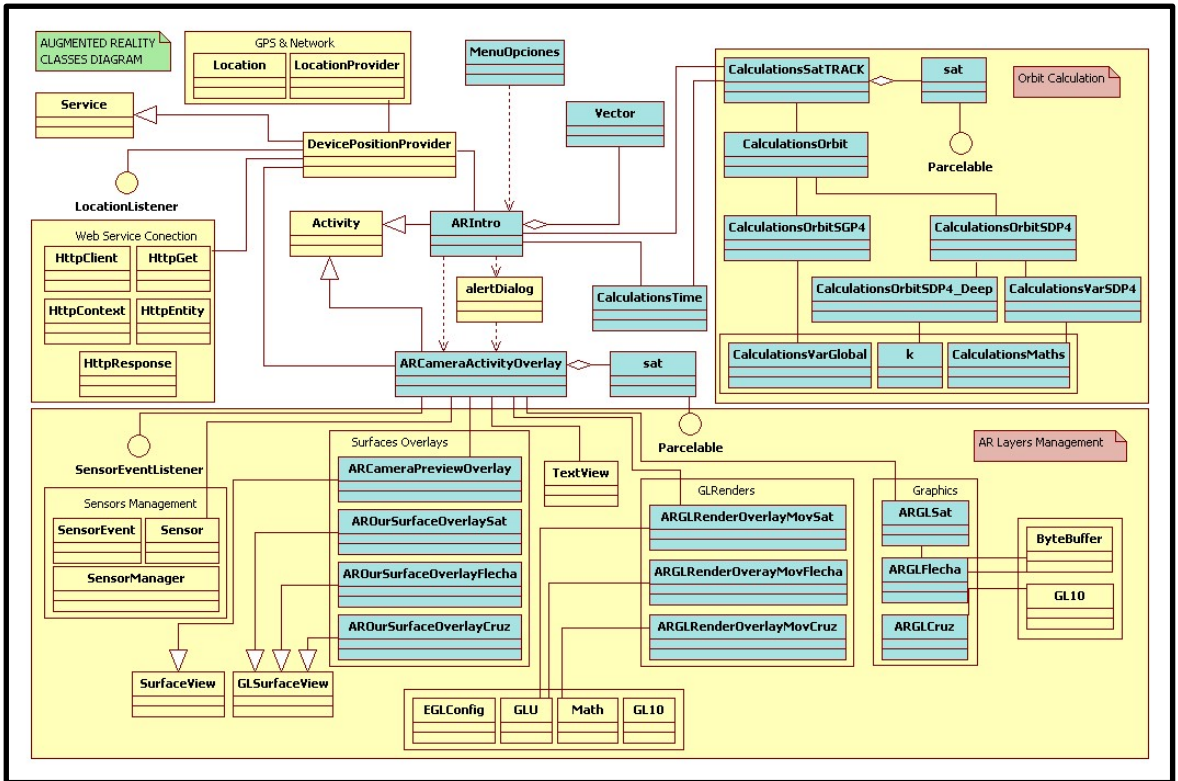 AUGMENTED REALITY
CLASSES DIAGRAM
GPS & Network
Location
LocationProvider
MenuOpciones
CalculationsSatTRACK
sat
Orbit Calculation
Service
Vector
DevicePositionProvider
CalculationsOrbit
Parcelable
LocationListener
Activity
ARIntro
CalculationsOrbitSGP4
CalculationsOrbitSDP4
Web Service Conection
HttpClient
HttpGet
alertDialog
CalculationsTime
CalculationsOrbitSDP4_Deep
CalculationsVarSDP4
HttpContext
HttpEntity
HttpResponse
ARCameraActivityOverlay
sat
CalculationsVarGlobal
k
CalculationsMaths
Parcelable
SensorEventListener
Surfaces Overlays
AR Layers Management
ARCameraPreviewOverlay
TextView
GLRenders
Graphics
Sensors Management
SensorEvent
Sensor
SensorManager
AROurSurfaceOverlaySat
ARGLRenderOverlayMovSat
ARGLSat
ByteBuffer
AROurSurfaceOverlayFlecha
ARGLRenderOverayMovFlecha
ARGLFlecha
GL10
AROurSurfaceOverlayCruz
ARGLRenderOverlayMovCruz
ARGLCruz
SurfaceView
GLSurfaceView
EGLConfig
GLU
Math
GL10